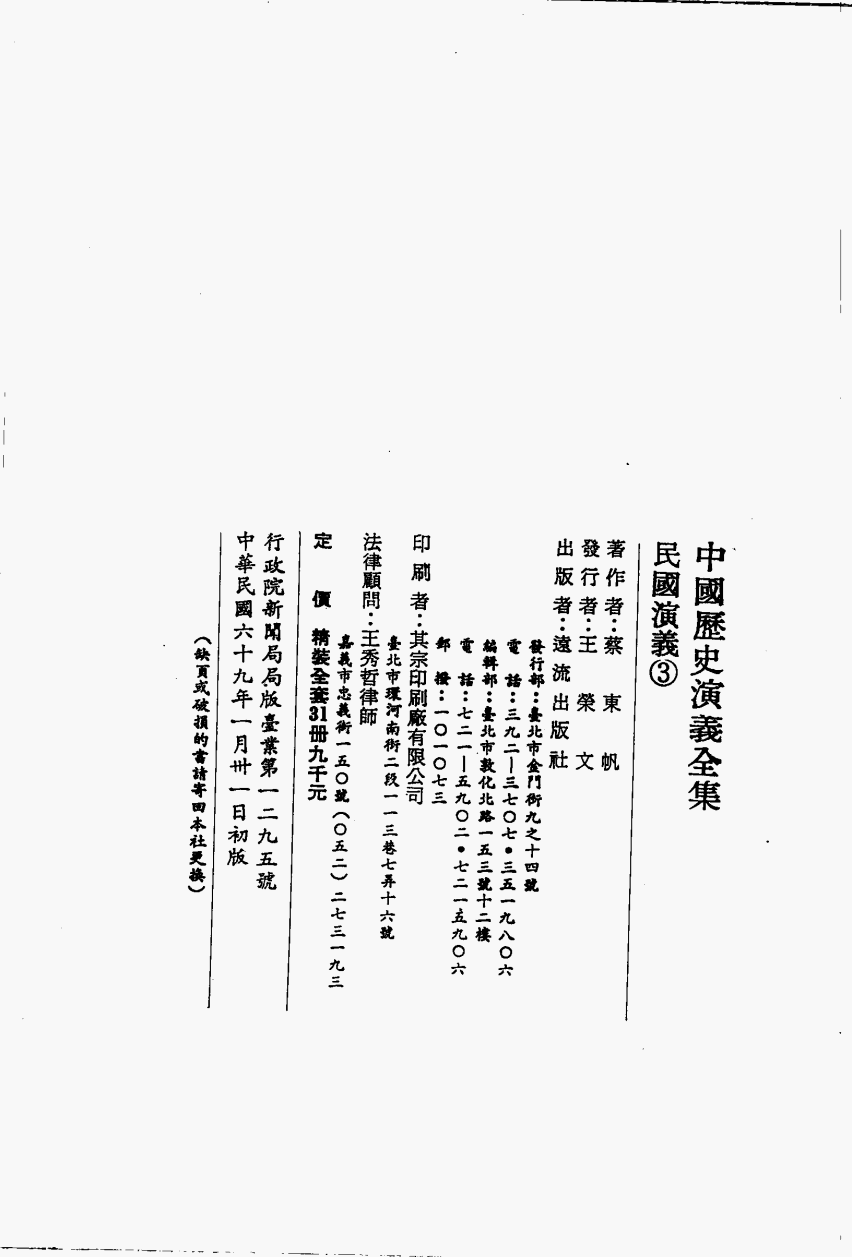 中國歷史演義全集
民國演義③
著作者：蔡東帆
發行者：王榮文
出版者：遠流出版社
發行部：臺北市金門街九之十四號
電話：三九二—三七〇七•三五一九八〇六
編輯部：臺北市敦化北路一五三號十二樓
電話：七二一—五九〇二•七二一五九〇六
郵撥：一〇一〇七三
印刷者：其宗印刷廠有限公司
臺北市環河南街二段一一三巷七弄十六號
法律顧問：王秀哲律師
嘉義市忠義街一五〇號（〇五二）二七三一九三
定價 精裝全套31冊九千元
行政院新聞局局版臺業第一二九五號
中華民國六十九年一月卅一日初版
（缺頁或破損的書請寄回本社更換）